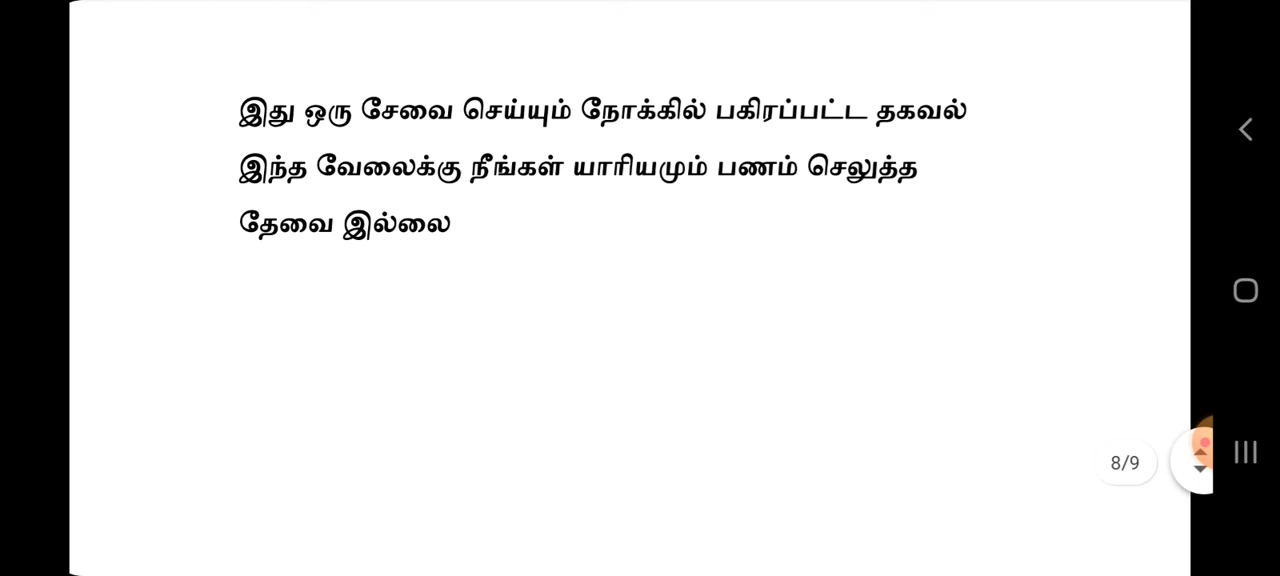 இது ஒரு சேவை செய்யும் நோக்கில் பகிரப்பட்ட தகவல்
இந்த வேலைக்கு நீங்கள் யாரியமும் பணம் செலுத்த
தேவை இல்லை
8/9